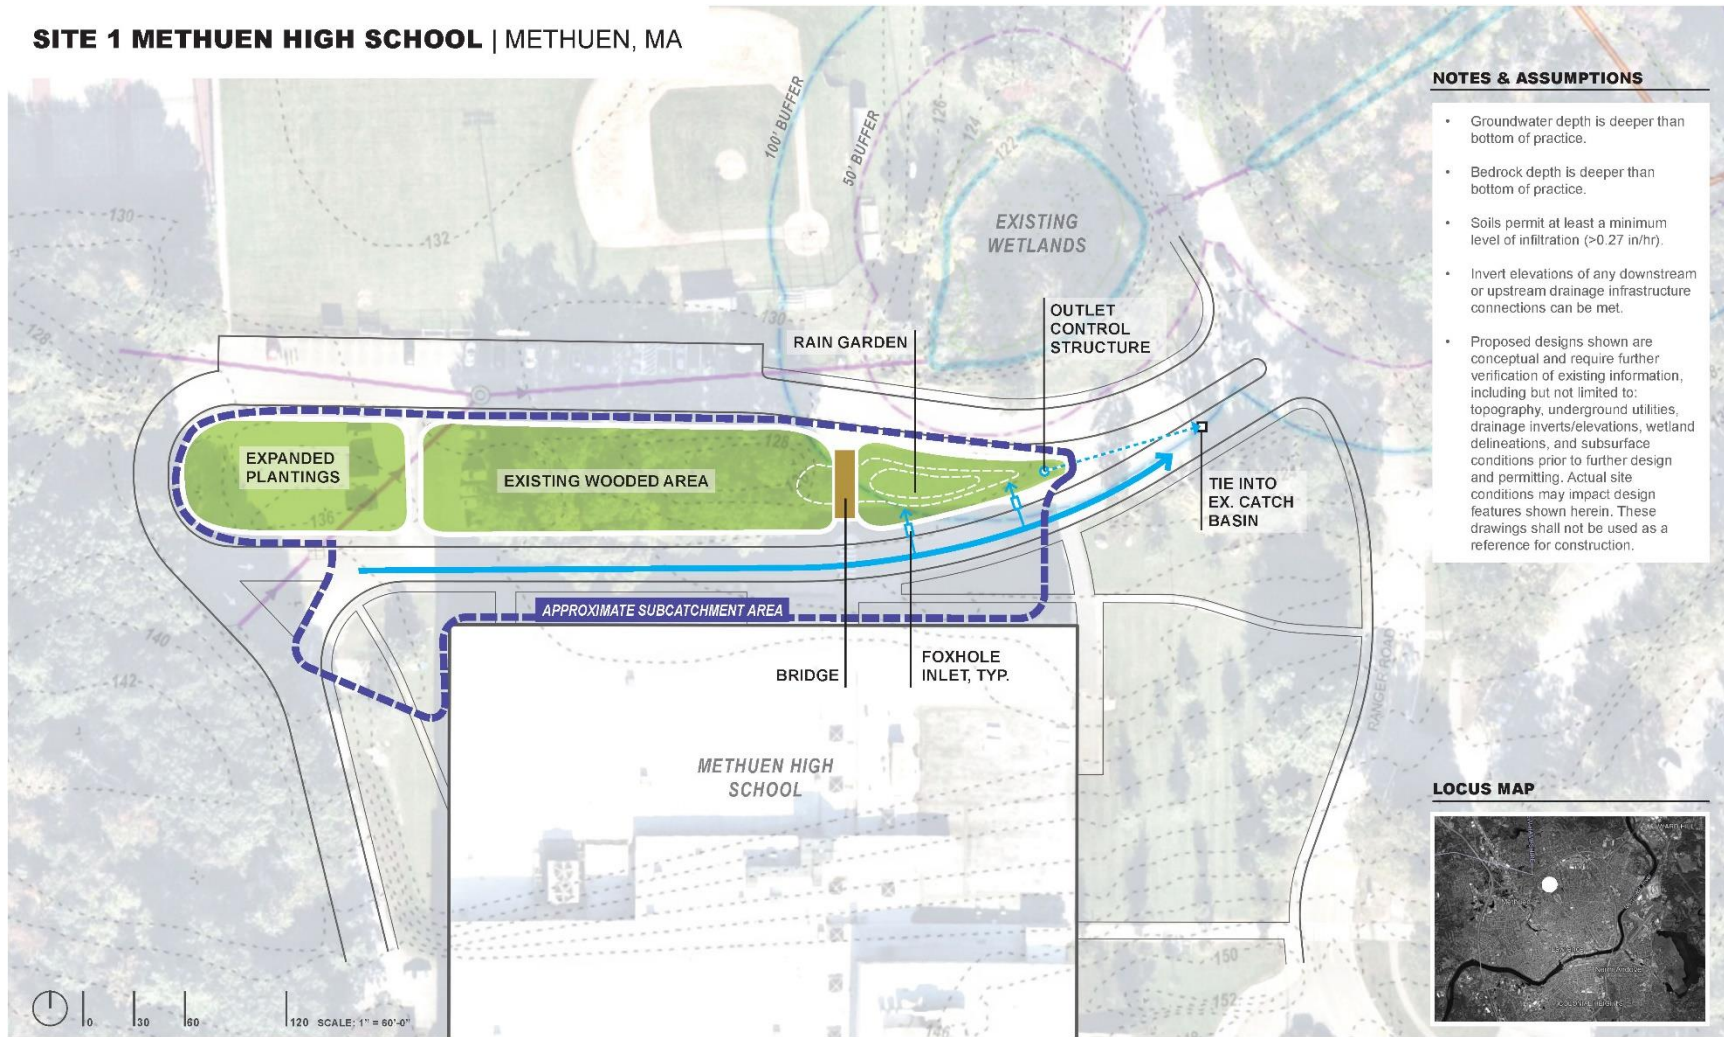 SITE 1 METHUEN HIGH SCHOOL | METHUEN, MA
NOTES & ASSUMPTIONS
• Groundwater depth is deeper than
bottom of practice.
• Bedrock depth is deeper than
bottom of practice.
• Soils permit at least a minimum
level of infiltration (>0.27 in/hr).
• Invert elevations of any downstream
or upstream drainage infrastructure
connections can be met.
• Proposed designs shown are
conceptual and require further
verification of existing information,
including but not limited to:
topography, underground utilities,
drainage inverts/elevations, wetland
delineations, and subsurface
conditions prior to further design
and permitting. Actual site
conditions may impact design
features shown herein. These
drawings shall not be used as a
reference for construction.
100' BUFFER
50' BUFFER
126
124
122
130
132
128
130
EXISTING
WETLANDS
OUTLET
CONTROL
STRUCTURE
RAIN GARDEN
128
EXPANDED
PLANTINGS
EXISTING WOODED AREA
136
TIE INTO
EX. CATCH
BASIN
APPROXIMATE SUBCATCHMENT AREA
140
142
BRIDGE
FOXHOLE
INLET, TYP.
RANGER ROD
METHUEN HIGH
SCHOOL
150
152
146
LOCUS MAP
COLONIAL HEIGHTS
0
30
60
120 SCALE: 1" = 60'-0"